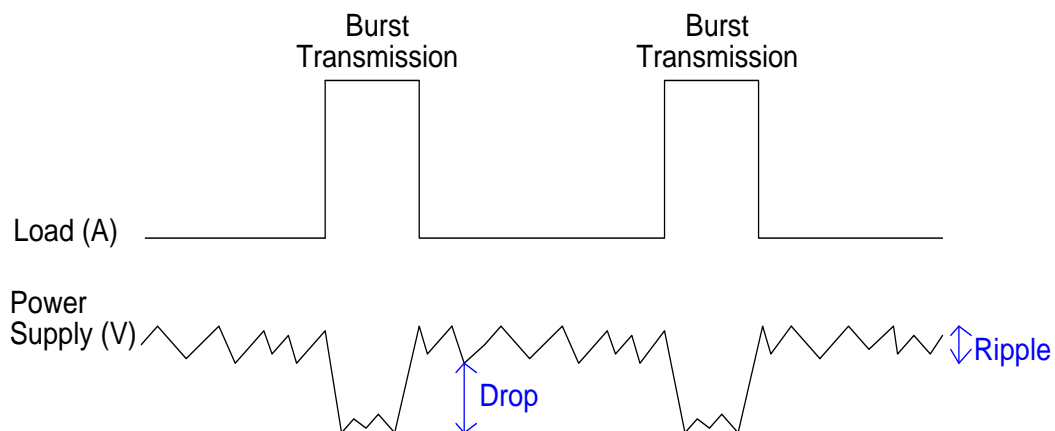 Burst
Transmission
Burst
Transmission
Load (A)
Power
Supply (V)
Drop
Ripple